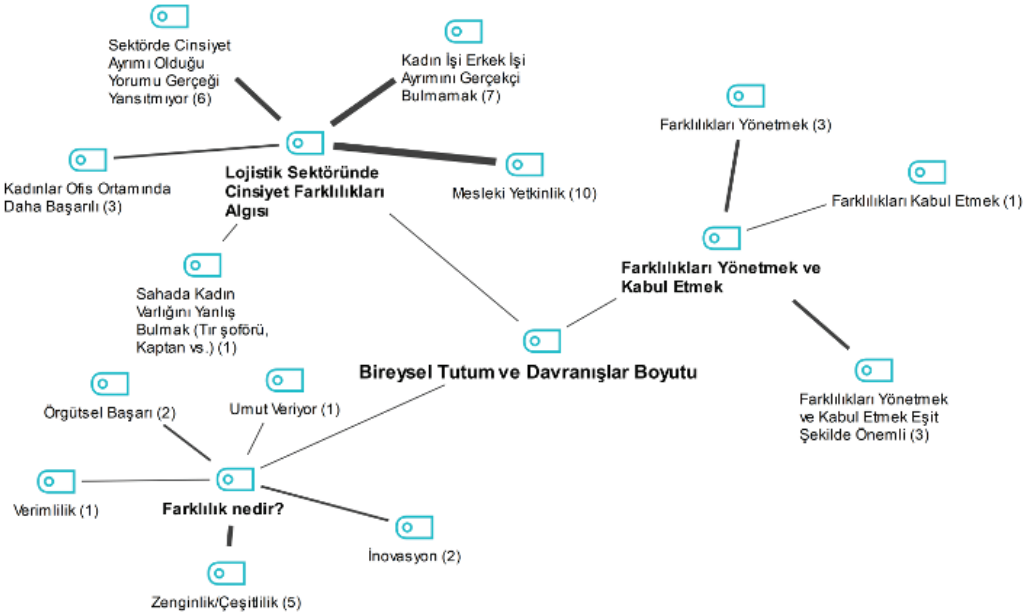 Sektörde Cinsiyet
Ayrımı Olduğu
Yorumu Gerçeği
Yansıtmıyor (6)
Kadın İşi Erkek İşi
Ayrımını Gerçekçi
Bulmamak (7)
Farklılıkları Yönetmek (3)
Kadınlar Ofis Ortamında
Daha Başarılı (3)
Lojistik Sektöründe
Cinsiyet Farklılıkları
Algısı
Mesleki Yetkinlik (10)
Farklılıkları Kabul Etmek (1)
Farklılıkları Yönetmek ve
Kabul Etmek
Sahada Kadın
Varlığını Yanlış
Bulmak (Tır şoförü,
Kaptan vs.) (1)
Bireysel Tutum ve Davranışlar Boyutu
Farklılıkları Yönetmek
ve Kabul Etmek Eşit
Şekilde Önemli (3)
Örgütsel Başarı (2)
Umut Veriyor (1)
Verimlilik (1)
Farklılık nedir?
İnovasyon (2)
Zenginlik/Çeşitlilik (5)